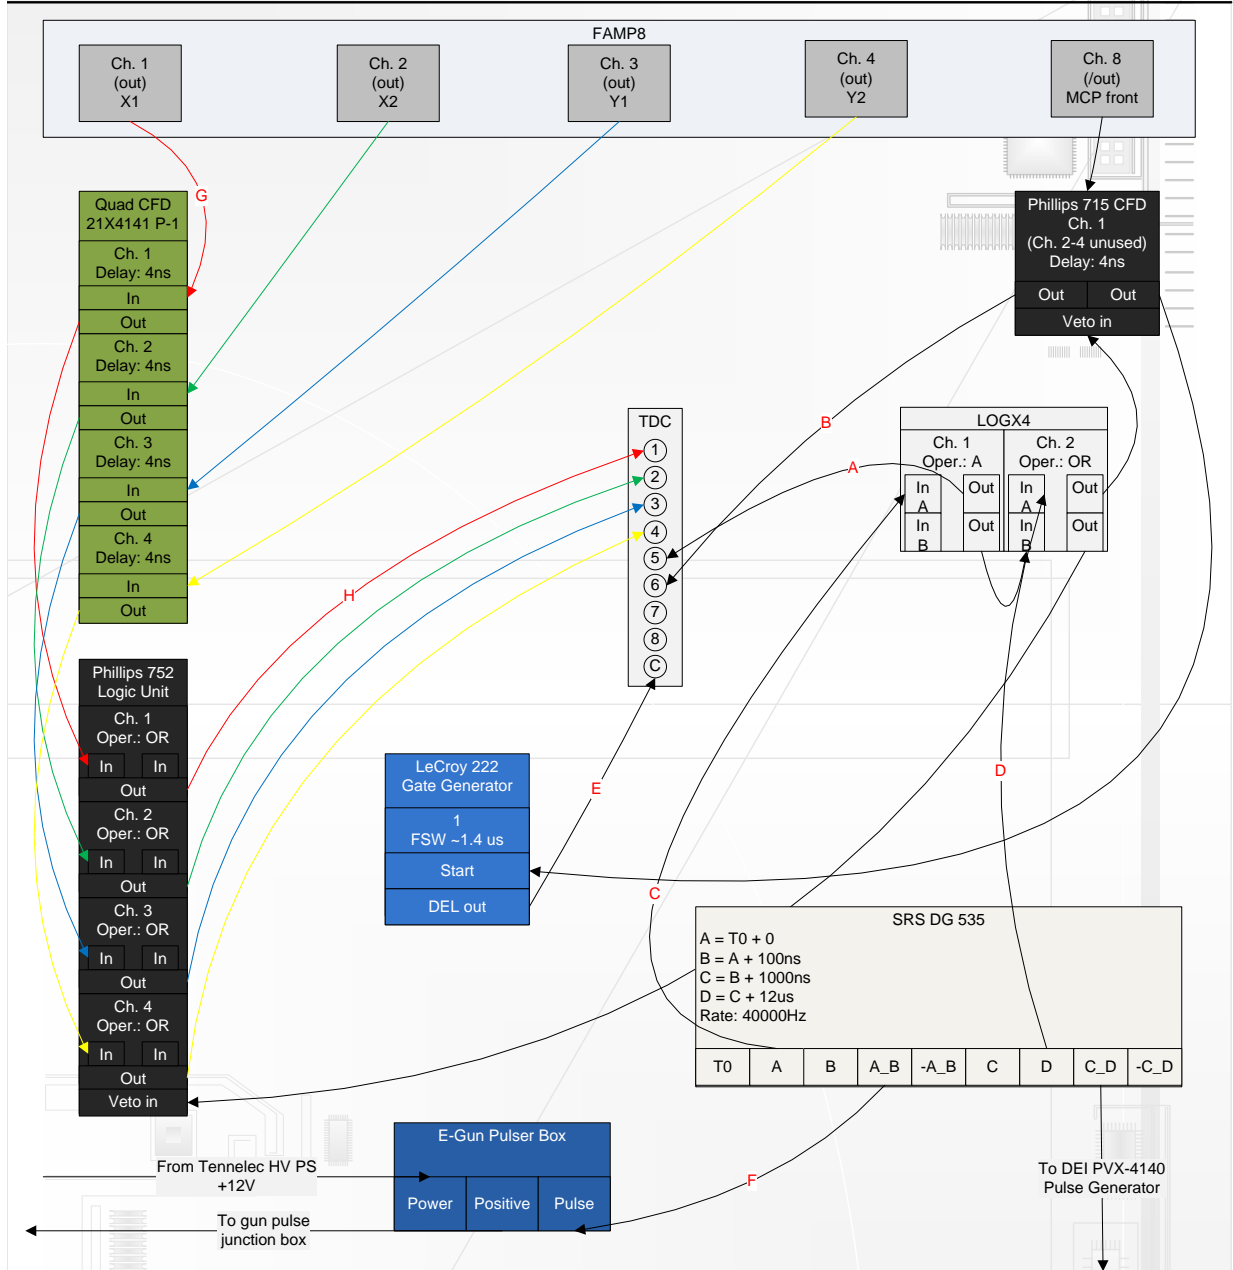 FAMP8
Ch. 1
(out)
X1
Ch. 2
(out)
X2
Ch. 3
(out)
Y1
Ch. 4
(out)
Y2
Ch. 8
(/out)
MCP front
G
Quad CFD
21X4141 P-1
Ch. 1
Delay: 4ns
In
Out
Ch. 2
Delay: 4ns
In
Out
Ch. 3
Delay: 4ns
In
Out
Ch. 4
Delay: 4ns
In
Out
Phillips 715 CFD
Ch. 1
(Ch. 2-4 unused)
Delay: 4ns
Out Out
Veto in
TDC
1
2
3
4
5
6
7
8
C
B
A
LOGX4
Ch. 1
Oper.: A
In
A
Out
In
B
Out
Ch. 2
Oper.: OR
In
A
Out
In
B
Out
H
Phillips 752
Logic Unit
Ch. 1
Oper.: OR
In In
Out
Ch. 2
Oper.: OR
In In
Out
Ch. 3
Oper.: OR
In In
Out
Ch. 4
Oper.: OR
In In
Out
Veto in
LeCroy 222
Gate Generator
1
FSW ~1.4 us
Start
DEL out
E
D
C
SRS DG 535
A = T0 + 0
B = A + 100ns
C = B + 1000ns
D = C + 12us
Rate: 40000Hz
T0 A B A_B -A_B C D C_D -C_D
E-Gun Pulser Box
Power Positive Pulse
From Tennelec HV PS
+12V
To gun pulse
junction box
F
To DEI PVX-4140
Pulse Generator